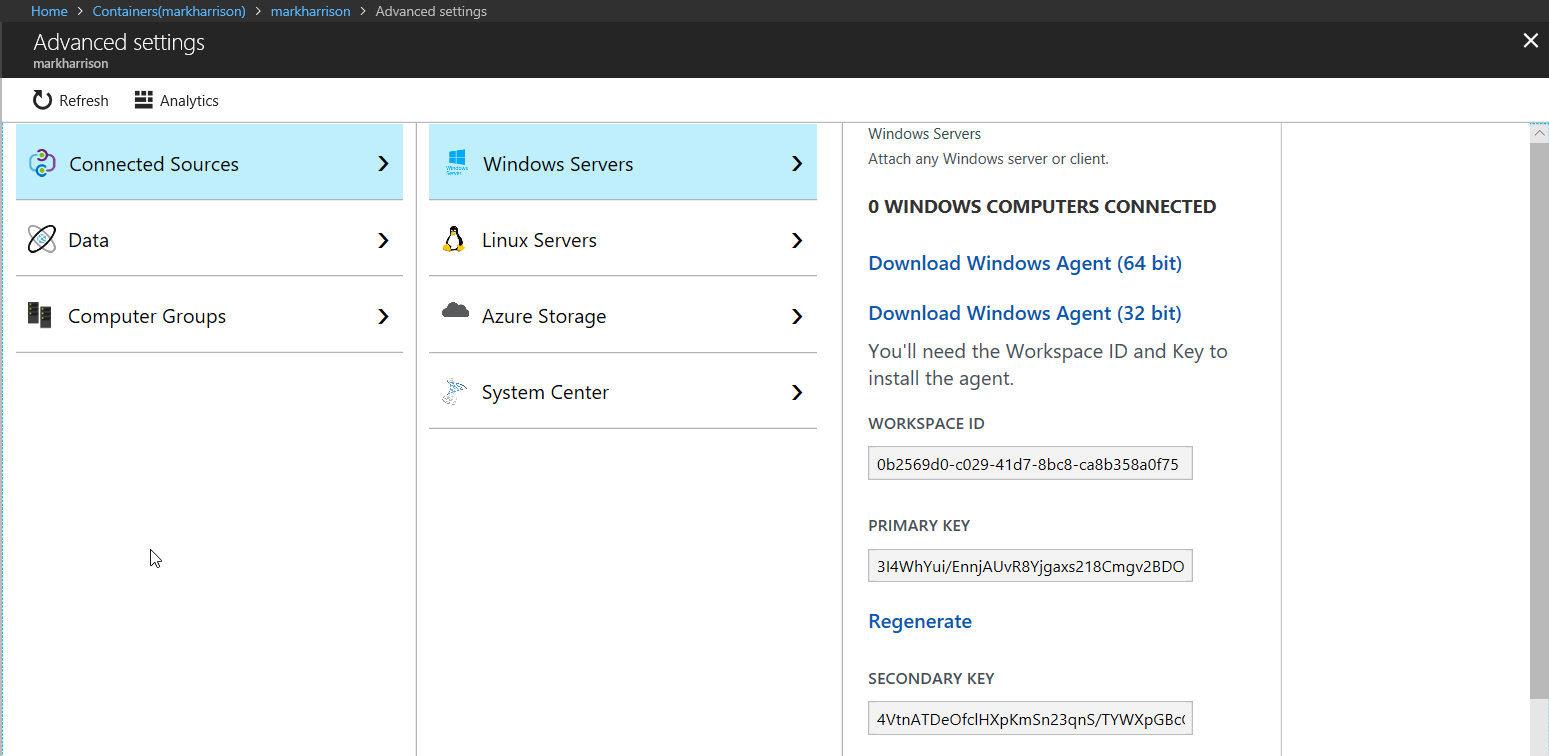 Home > Containers(markharrison) > markharrison > Advanced settings
Advanced settings
markharrison
Refresh Analytics
Connected Sources
Data
Computer Groups
Windows Servers
Linux Servers
Azure Storage
System Center
Windows Servers
Attach any Windows server or client.
0 WINDOWS COMPUTERS CONNECTED
Download Windows Agent (64 bit)
Download Windows Agent (32 bit)
You'll need the Workspace ID and Key to
install the agent.
WORKSPACE ID
0b2569d0-c029-41d7-8bc8-ca8b358a0f75
PRIMARY KEY
3I4WhYui/EnnjAUvR8Yjgaxs218Cmgv2BDO
Regenerate
SECONDARY KEY
4VtnATDeOfclHXpKmSn23qnS/TYWXpGBc